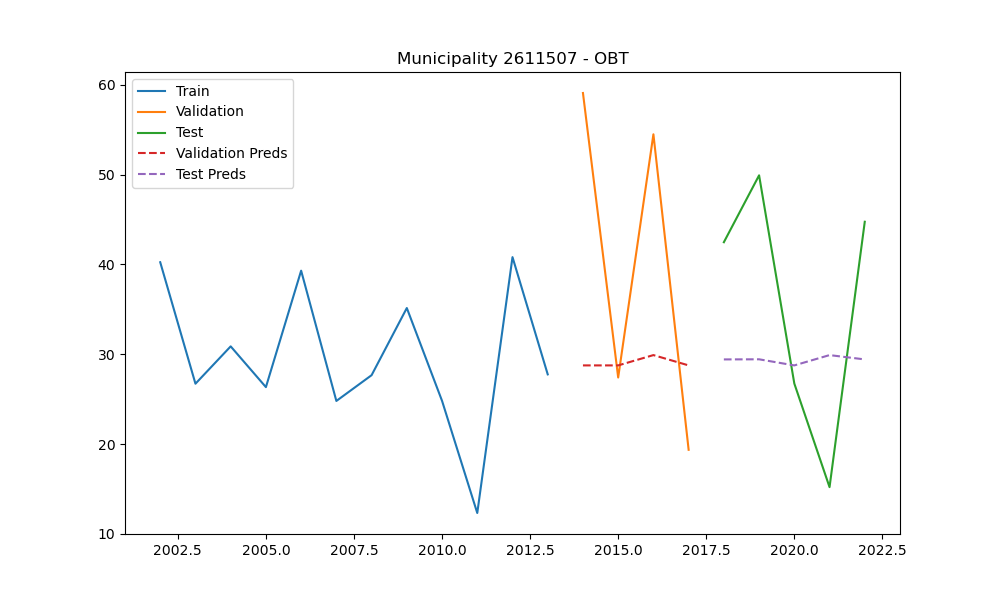 Municipality 2611507 - OBT
Train
Validation
Test
Validation Preds
Test Preds
60
50
40
30
20
10
2002.5 2005.0 2007.5 2010.0 2012.5 2015.0 2017.5 2020.0 2022.5